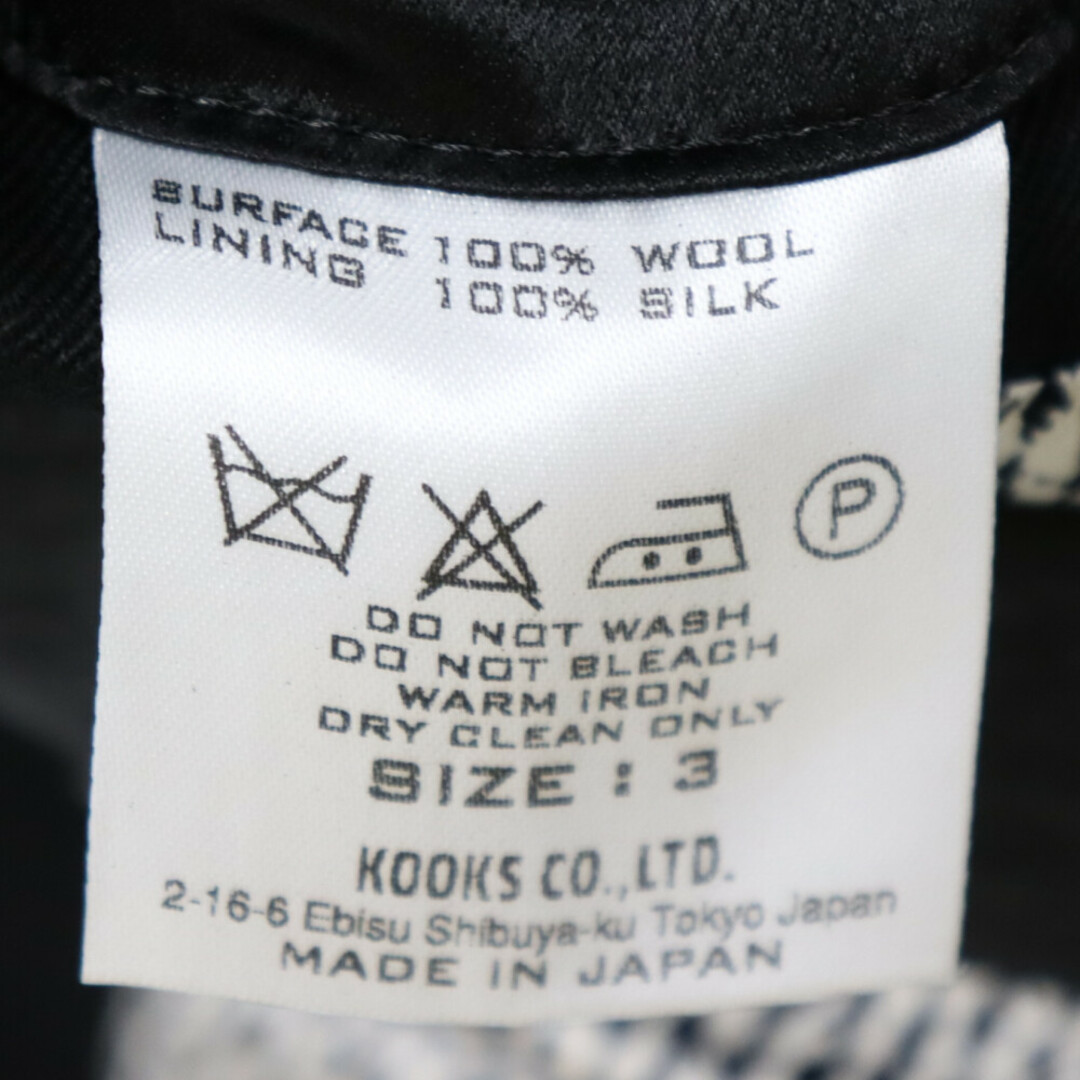 SURFACE 100% WOOL
LINING 100% SILK
P
DO NOT WASH
DO NOT BLEACH
WARM IRON
DRY CLEAN ONLY
SIZE : 3
KOOKS CO.,LTD.
2-16-6 Ebisu Shibuya-ku Tokyo Japan
MADE IN JAPAN